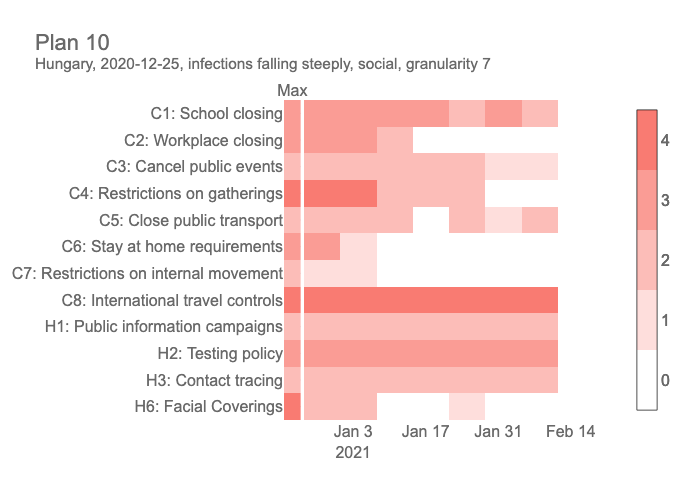 Plan 10
Hungary, 2020-12-25, infections falling steeply, social, granularity 7
Max
C1: School closing
C2: Workplace closing
C3: Cancel public events
C4: Restrictions on gatherings
C5: Close public transport
C6: Stay at home requirements
C7: Restrictions on internal movement
C8: International travel controls
H1: Public information campaigns
H2: Testing policy
H3: Contact tracing
H6: Facial Coverings
Jan 3 Jan 17 Jan 31 Feb 14
2021
4
3
2
1
0